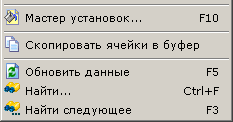 Мастер установок... F10
Скопировать ячейки в буфер
Обновить данные F5
Найти... Ctrl+F
Найти следующее F3